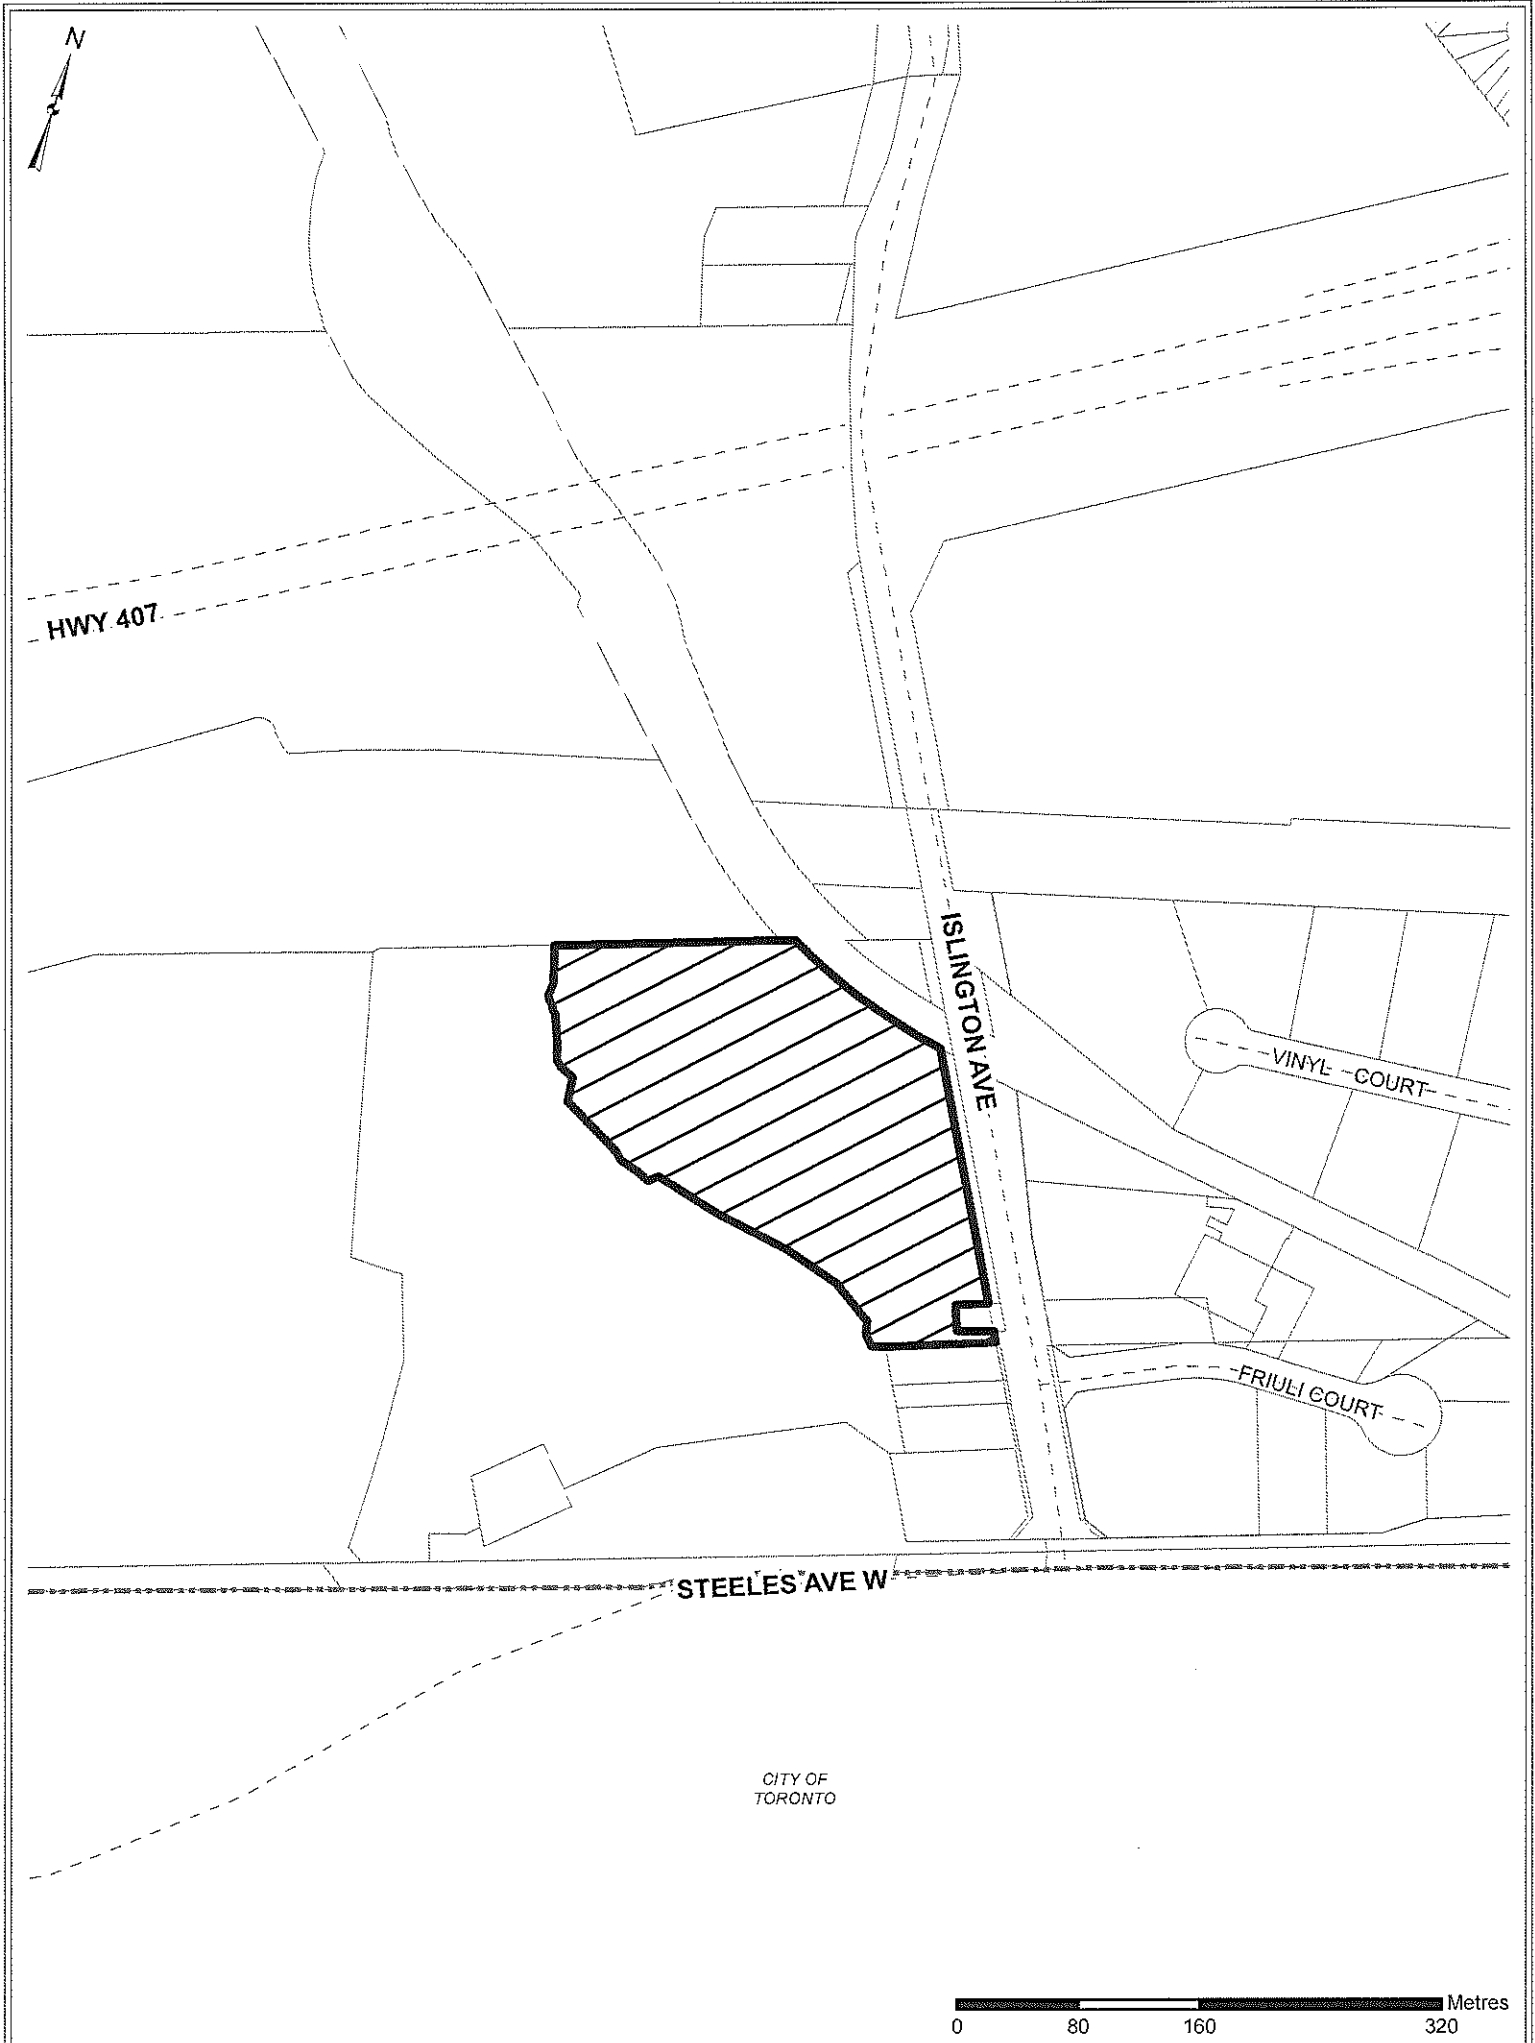 N
HWY 407
ISLINGTON AVE
VINYL COURT
FRIULI COURT
STEELES AVE W
CITY OF
TORONTO
Metres
0 80 160 320